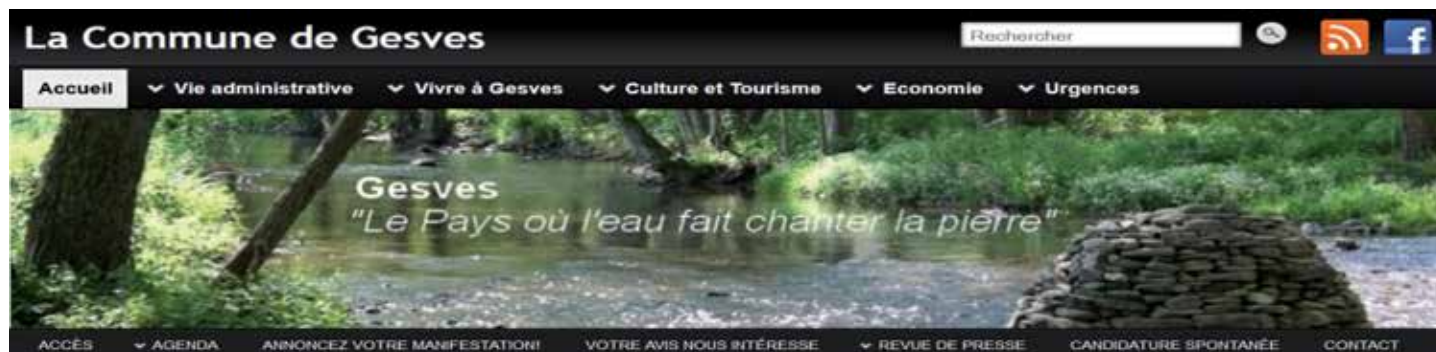 La Commune de Gesves
Rechercher
Accueil Vie administrative Vivre à Gesves Culture et Tourisme Economie Urgences
Gesves
"Le Pays où l'eau fait chanter la pierre"
ACCÈS AGENDA ANNONCEZ VOTRE MANIFESTATION! VOTRE AVIS NOUS INTÉRESSE REVUE DE PRESSE CANDIDATURE SPONTANÉE CONTACT